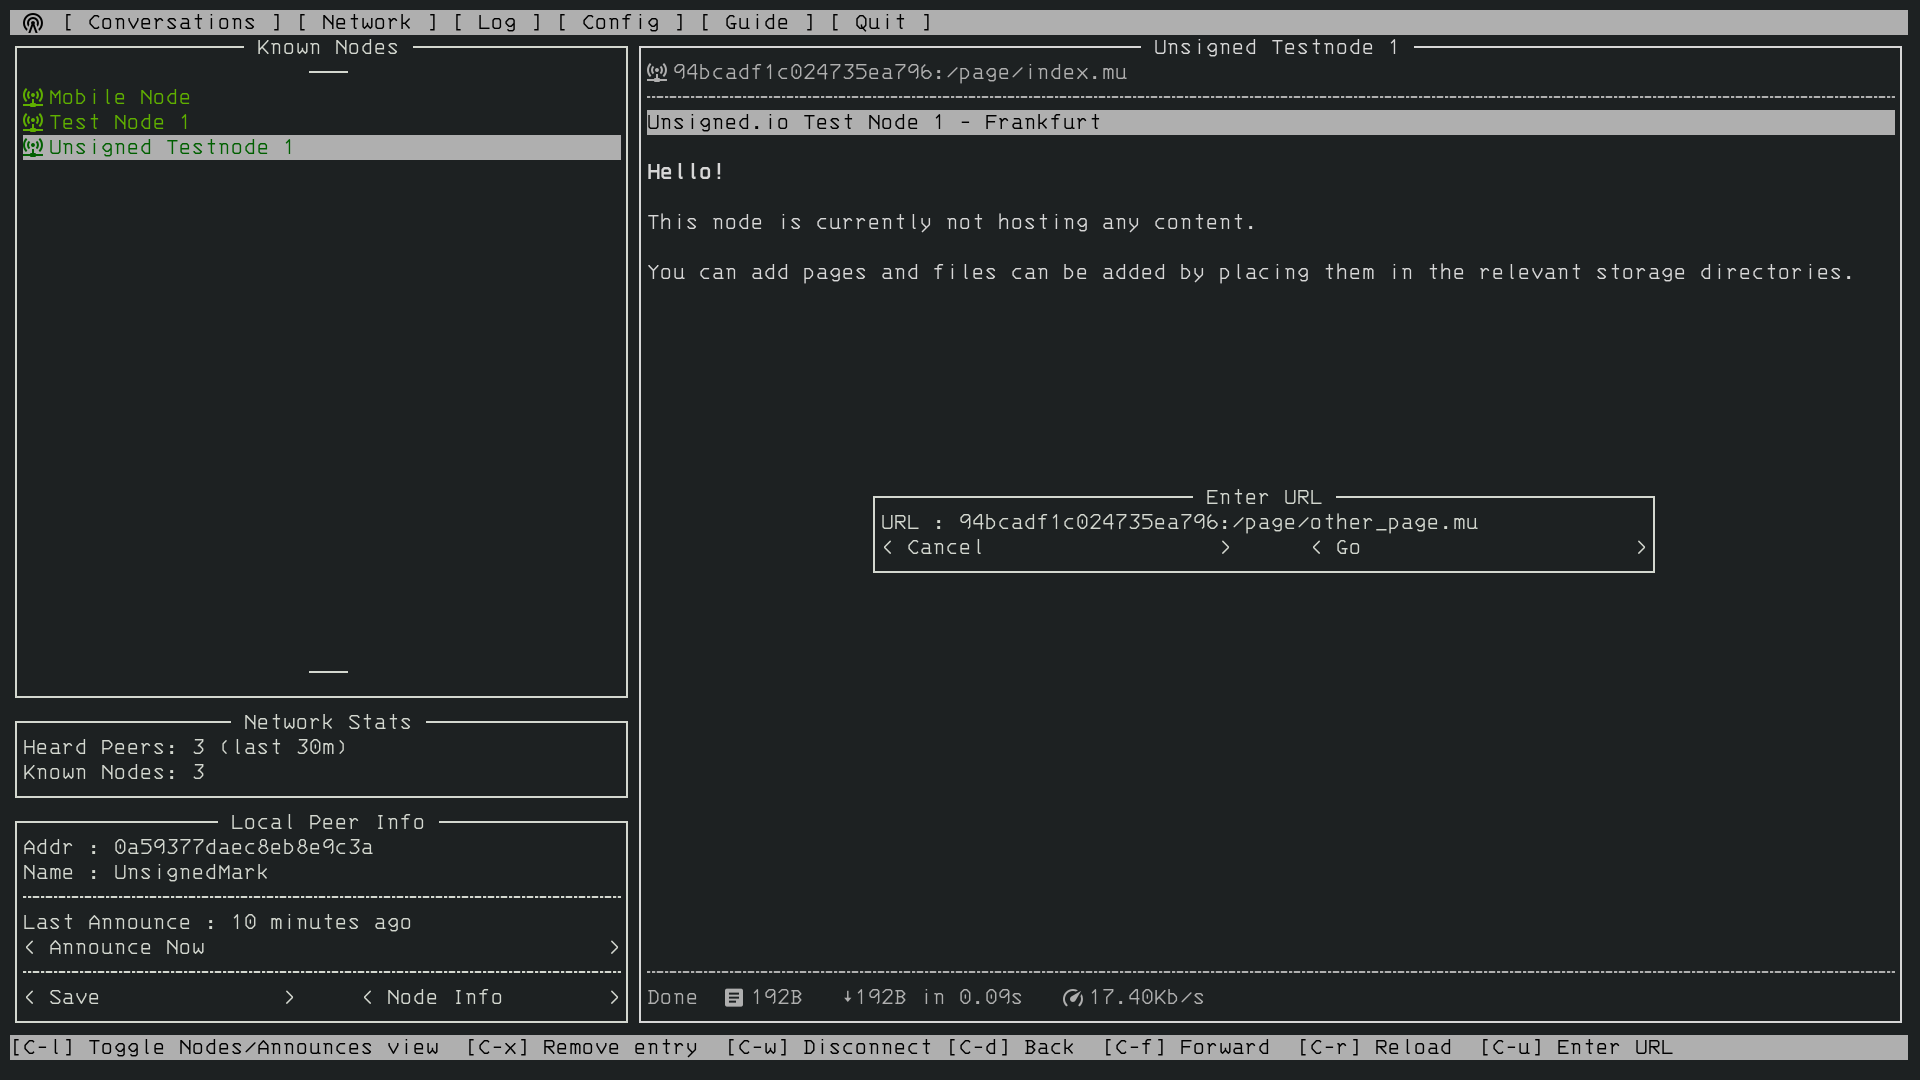 [ Conversations ] [ Network ] [ Log ] [ Config ] [ Guide ] [ Quit ]
Known Nodes
Mobile Node
Test Node 1
Unsigned Testnode 1
Network Stats
Heard Peers: 3 (last 30m)
Known Nodes: 3
Local Peer Info
Addr : 0a59377daec8eb8e9c3a
Name : UnsignedMark
Last Announce : 10 minutes ago
< Announce Now >
< Save > < Node Info >
Unsigned Testnode 1
94bcadf1c024735ea796:/page/index.mu
Unsigned.io Test Node 1 - Frankfurt
Hello!
This node is currently not hosting any content.
You can add pages and files can be added by placing them in the relevant storage directories.
Enter URL
URL : 94bcadf1c024735ea796:/page/other_page.mu
< Cancel > < Go >
Done 192B ↓192B in 0.09s 17.40Kb/s
[C-l] Toggle Nodes/Announces view [C-x] Remove entry [C-w] Disconnect [C-d] Back [C-f] Forward [C-r] Reload [C-u] Enter URL